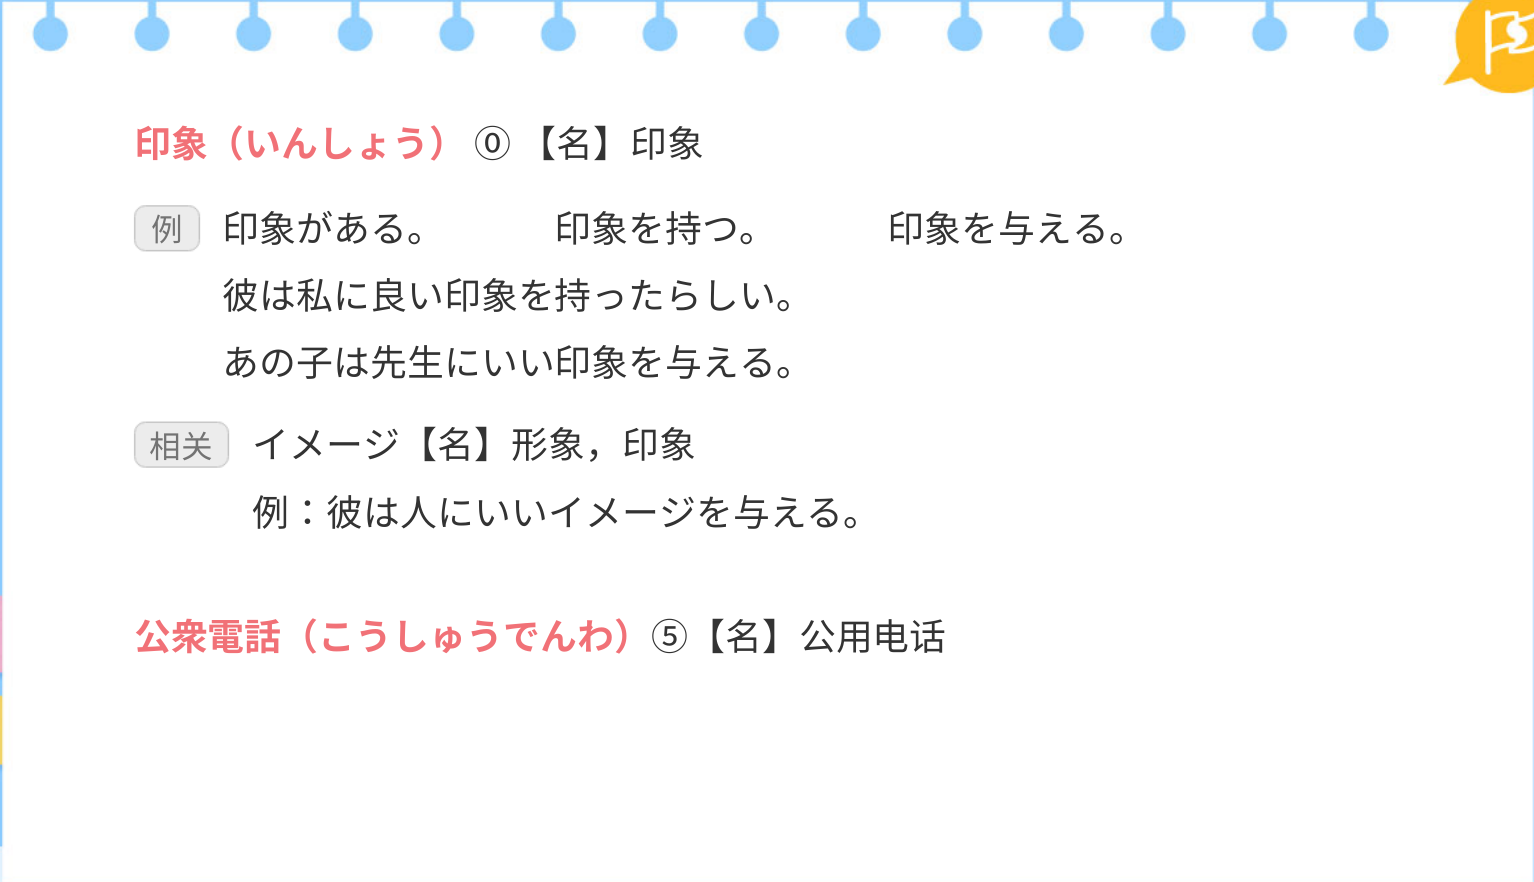 印象（いんしょう） ⓪ 【名】印象
例 印象がある。 印象を持つ。 印象を与える。
彼は私に良い印象を持ったらしい。
あの子は先生にいい印象を与える。
相关 イメージ【名】形象，印象
例：彼は人にいいイメージを与える。
公衆電話（こうしゅうでんわ）⑤【名】公用电话